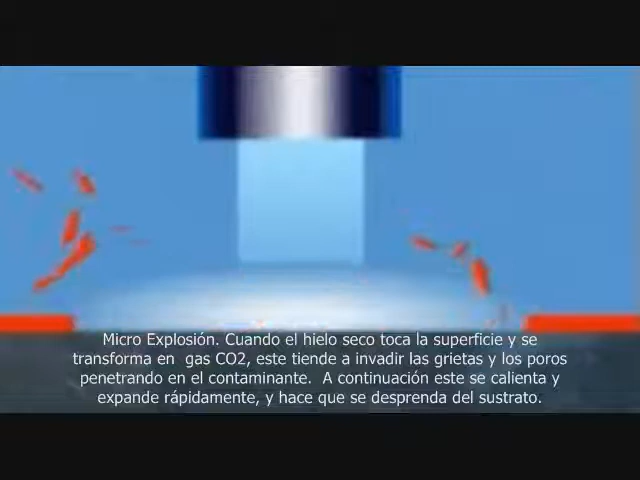 Micro Explosión. Cuando el hielo seco toca la superficie y se
transforma en  gas CO2, este tiende a invadir las grietas y los poros
penetrando en el contaminante.  A continuación este se calienta y
expande rápidamente, y hace que se desprenda del sustrato.